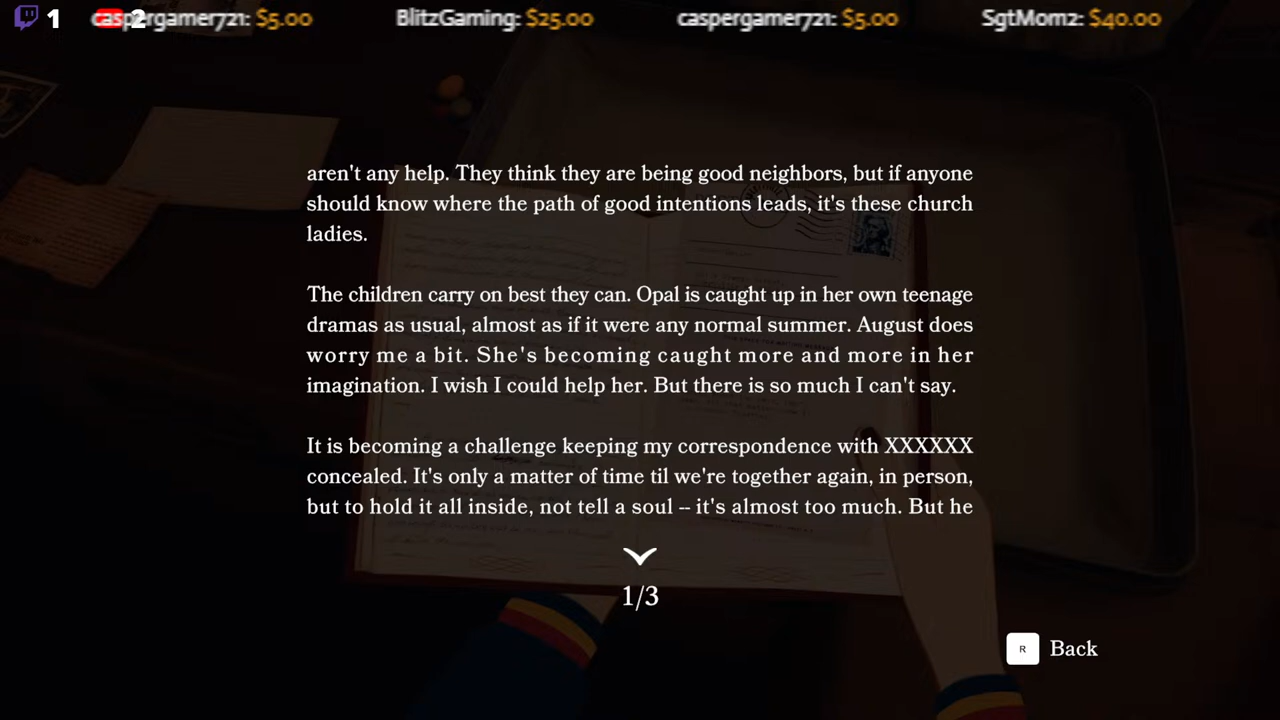 1 2 caspergamer721: $5.00 BlitzGaming: $25.00 caspergamer721: $5.00 SgtMom2: $40.00
aren't any help. They think they are being good neighbors, but if anyone
should know where the path of good intentions leads, it's these church
ladies.
The children carry on best they can. Opal is caught up in her own teenage
dramas as usual, almost as if it were any normal summer. August does
worry me a bit. She's becoming caught more and more in her
imagination. I wish I could help her. But there is so much I can't say.
It is becoming a challenge keeping my correspondence with XXXXXX
concealed. It's only a matter of time til we're together again, in person,
but to hold it all inside, not tell a soul -- it's almost too much. But he
1/3
R Back